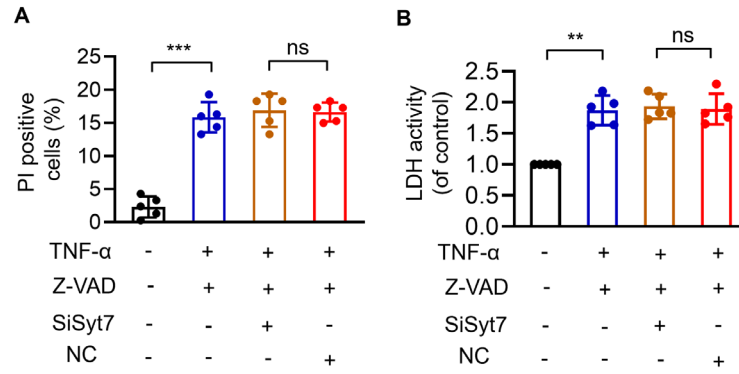 A
***
ns
25
20
15
10
5
0
PI positive
cells (%)
TNF-α - + + +
Z-VAD - + + +
SiSyt7 - - + -
NC - - - +
B
**
ns
2.5
2.0
1.5
1.0
0.5
0.0
LDH activity
(of control)
TNF-α - + + +
Z-VAD - + + +
SiSyt7 - - + -
NC - - - +